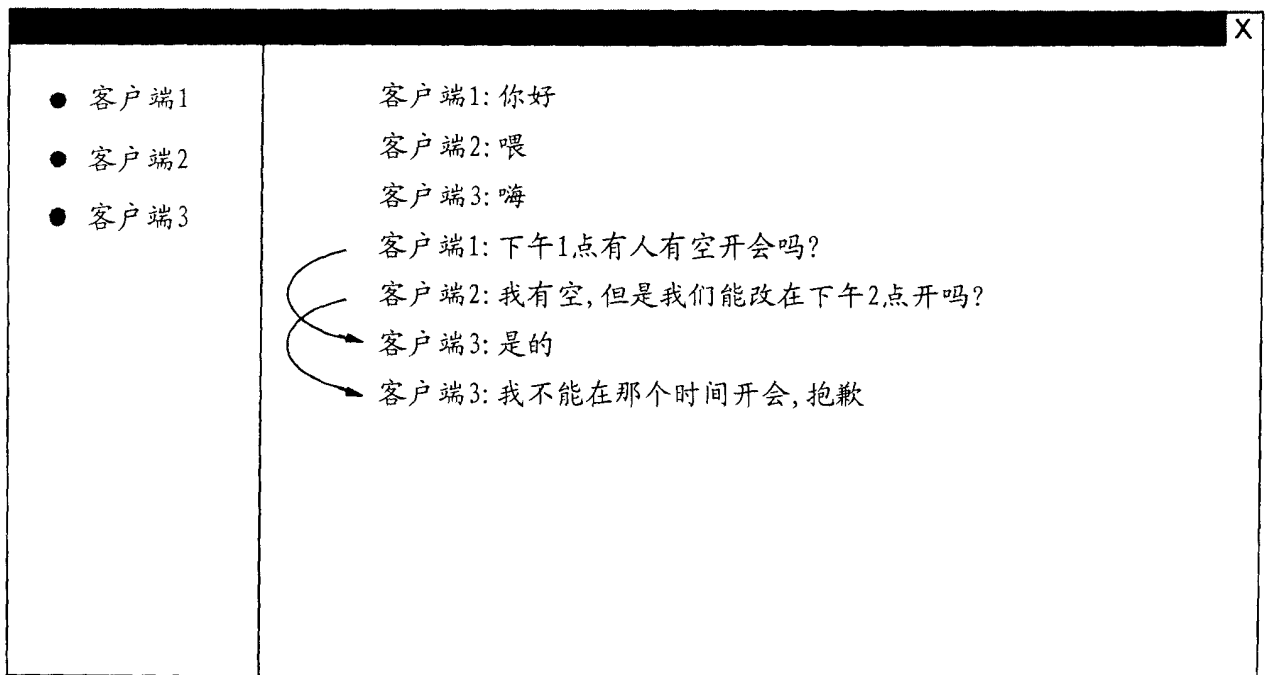 X
客户端1
客户端2
客户端3
客户端1:你好
客户端2:喂
客户端3:嗨
客户端1:下午1点有人有空开会吗?
客户端2:我有空,但是我们能改在下午2点开吗?
客户端3:是的
客户端3:我不能在那个时间开会,抱歉